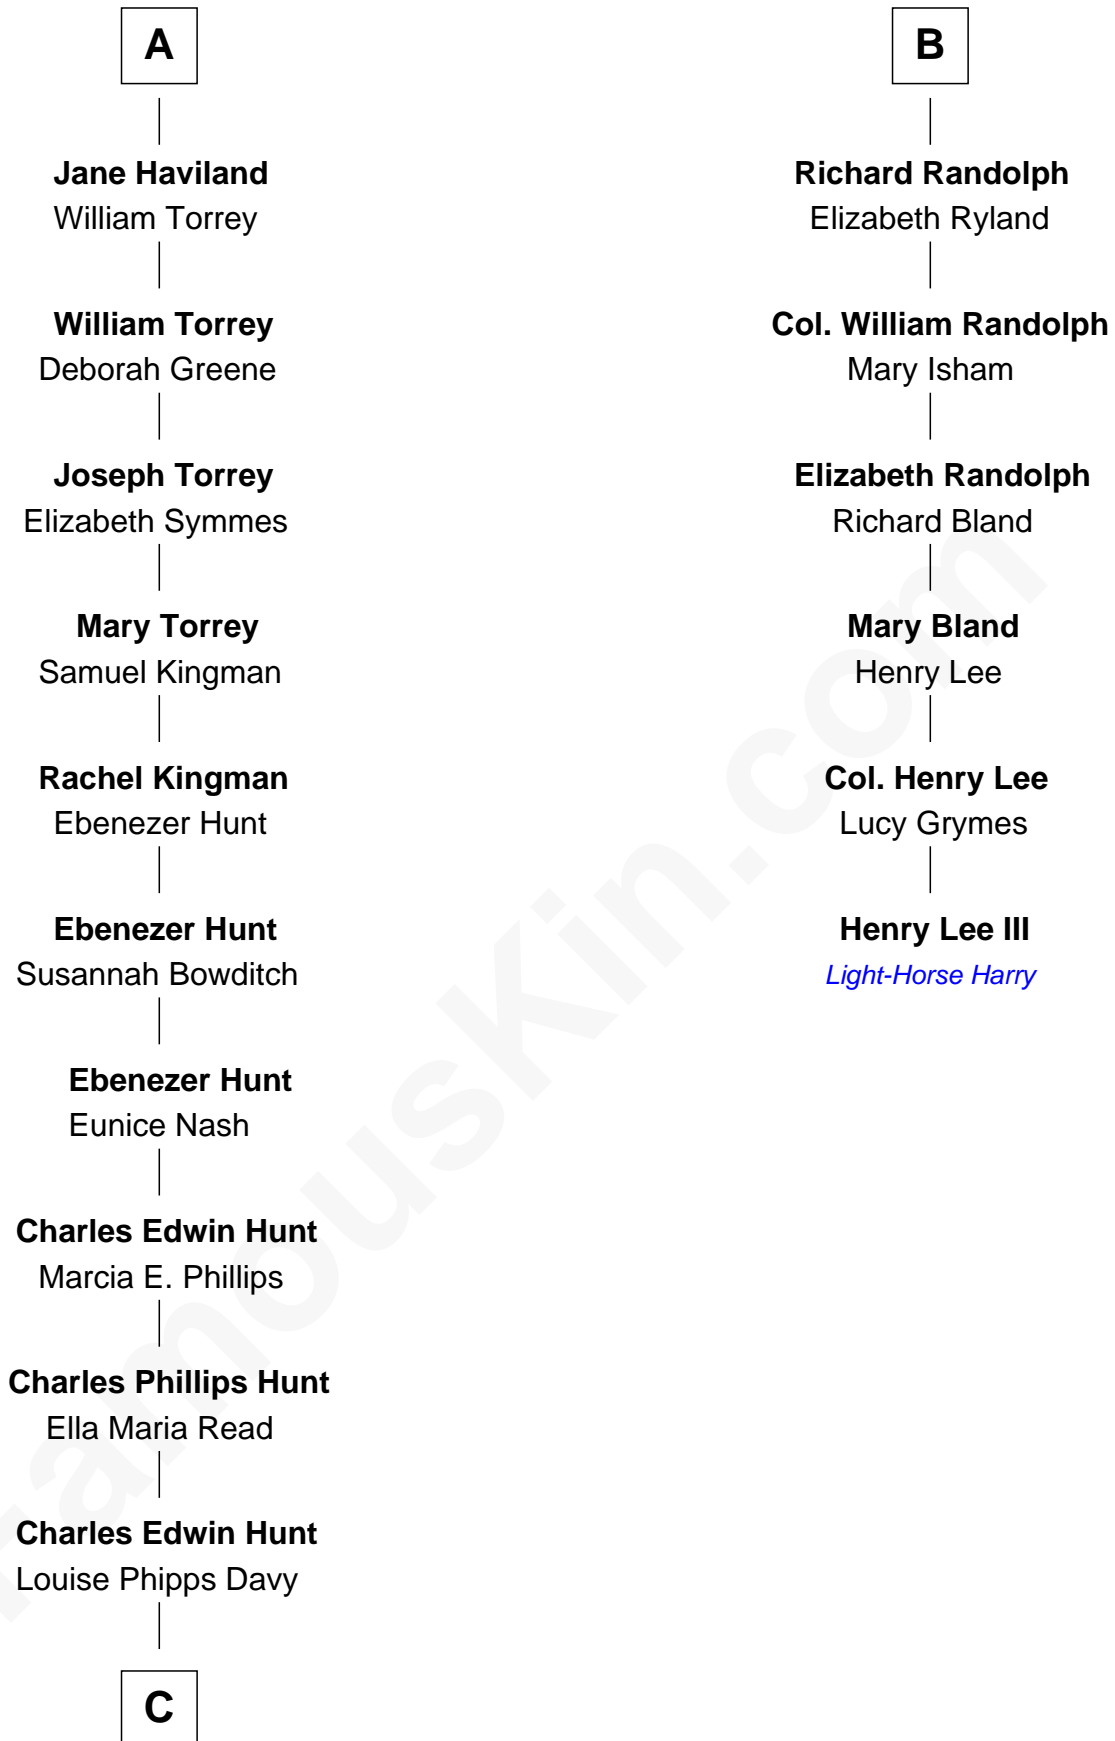 A
Jane Haviland
William Torrey
William Torrey
Deborah Greene
Joseph Torrey
Elizabeth Symmes
Mary Torrey
Samuel Kingman
Rachel Kingman
Ebenezer Hunt
Ebenezer Hunt
Susannah Bowditch
Ebenezer Hunt
Eunice Nash
Charles Edwin Hunt
Marcia E. Phillips
Charles Phillips Hunt
Ella Maria Read
Charles Edwin Hunt
Louise Phipps Davy
C
B
Richard Randolph
Elizabeth Ryland
Col. William Randolph
Mary Isham
Elizabeth Randolph
Richard Bland
Mary Bland
Henry Lee
Col. Henry Lee
Lucy Grymes
Henry Lee III
Light-Horse Harry
FamousKin.com